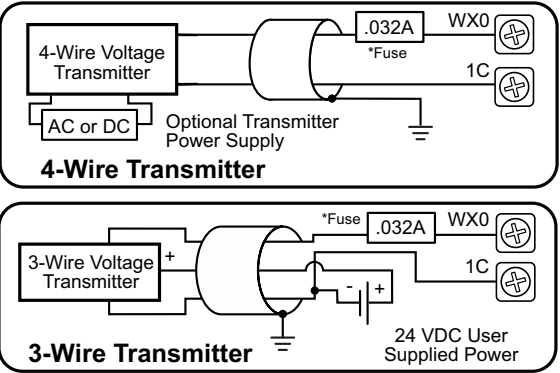 4-Wire Voltage
Transmitter
.032A
*Fuse
WX0
1C
AC or DC
Optional Transmitter
Power Supply
4-Wire Transmitter
*Fuse
.032A
WX0
3-Wire Voltage
Transmitter
+
1C
- +
24 VDC User
Supplied Power
3-Wire Transmitter